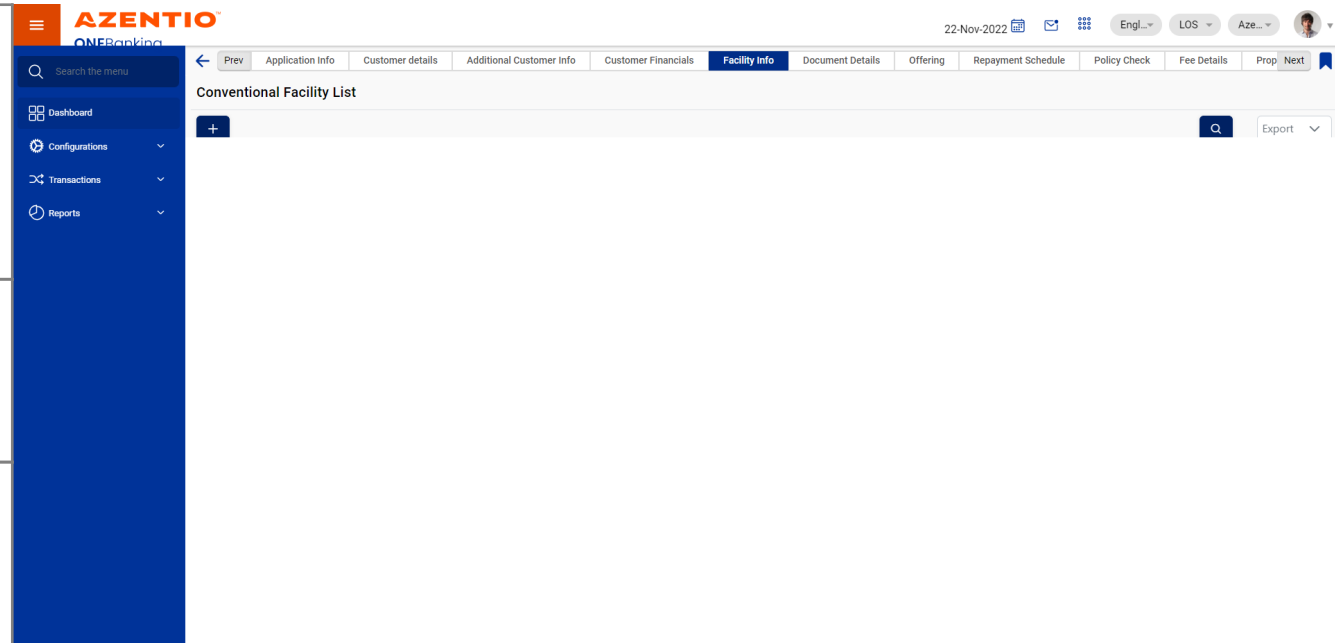 AZENTIO™
ONEBanking
22-Nov-2022
Engl...
LOS
Aze...
Search the menu
Dashboard
Configurations
Transactions
Reports
Prev
Application Info
Customer details
Additional Customer Info
Customer Financials
Facility Info
Document Details
Offering
Repayment Schedule
Policy Check
Fee Details
Prop
Next
Conventional Facility List
+
Export